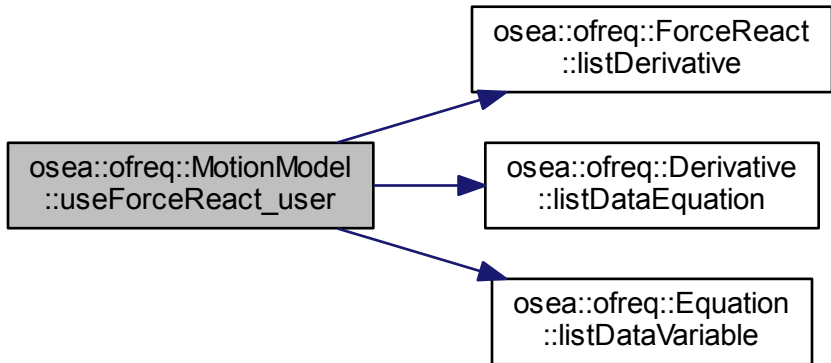 osea::ofreq::ForceReact
::listDerivative
osea::ofreq::MotionModel
::useForceReact_user
osea::ofreq::Derivative
::listDataEquation
osea::ofreq::Equation
::listDataVariable